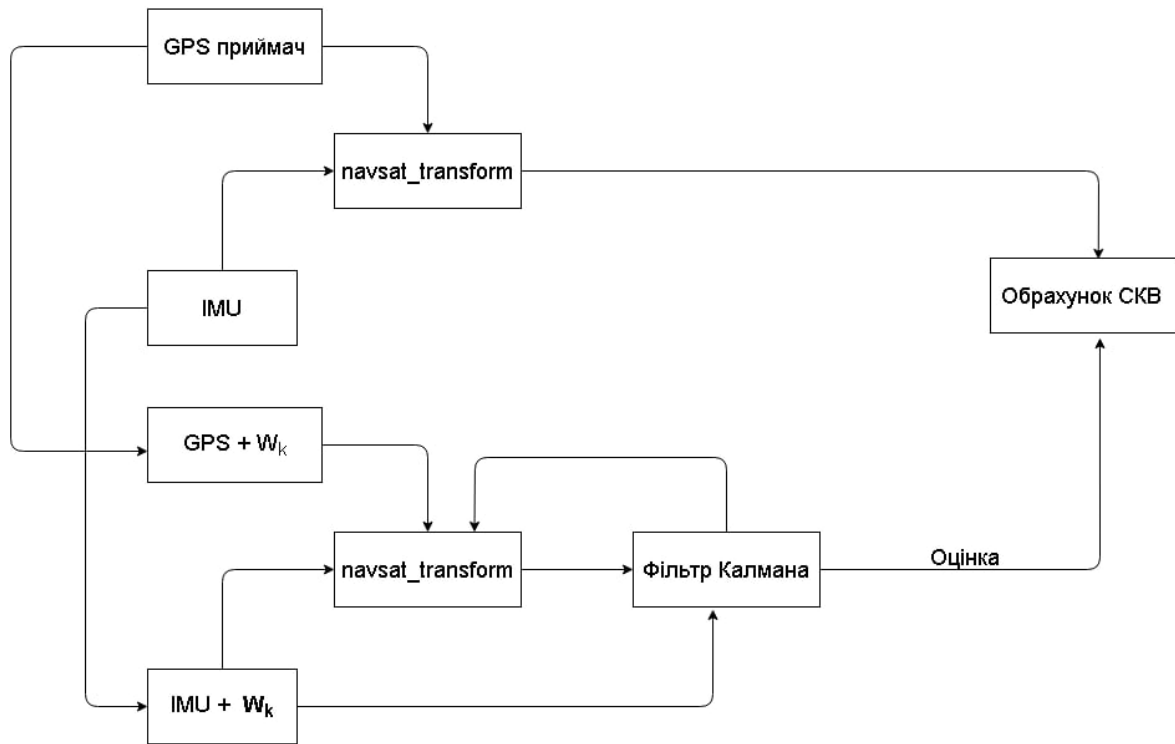 GPS приймач
navsat_transform
IMU
Обрахунок СКВ
GPS + Wk
navsat_transform
Фільтр Калмана
Оцінка
IMU + Wk